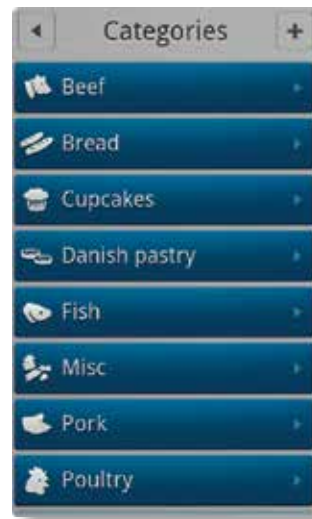 Categories
Beef
Bread
Cupcakes
Danish pastry
Fish
Misc
Pork
Poultry